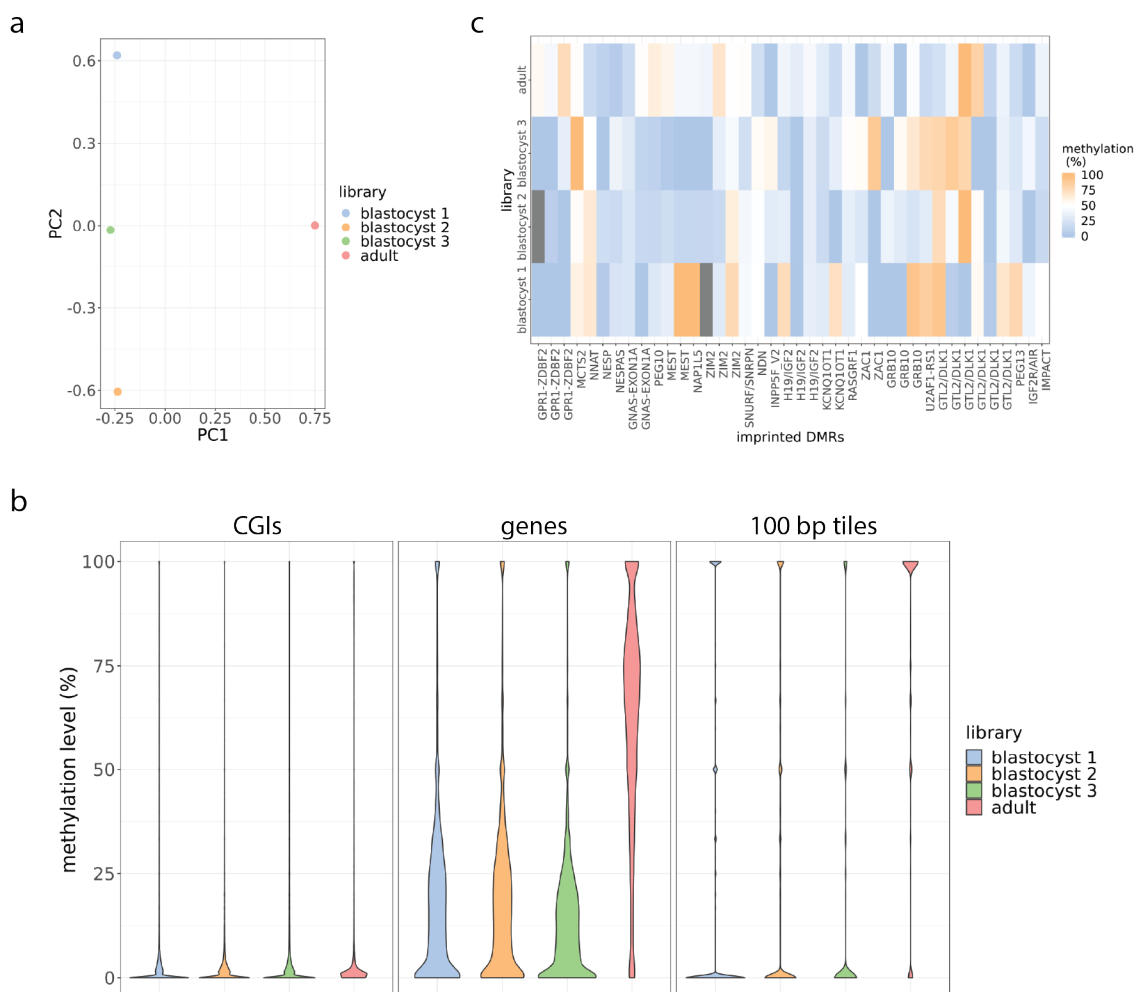 a
0.6
0.3
0.0
-0.3
-0.6
PC2
-0.25
0.00
0.25
0.50
0.75
PC1
library
blastocyst 1
blastocyst 2
blastocyst 3
adult
c
library
adult
blastocyst 3
blastocyst 2
blastocyst 1
GPR1-ZDBF2
GPR1-ZDBF2
GPR1-ZDBF2
MCTS2
NNAT
NESP
NESPAS
GNAS-EXON1A
GNAS-EXON1A
PEG10
MEST
MEST
NAP1L5
ZIM2
ZIM2
ZIM2
SNURF/SNRPN
NDN
INPP5F_V2
H19/IGF2
H19/IGF2
H19/IGF2
KCNQ1OT1
KCNQ1OT1
RASGRF1
ZAC1
ZAC1
GRB10
GRB10
GRB10
U2AF1-RS1
GTL2/DLK1
GTL2/DLK1
GTL2/DLK1
GTL2/DLK1
GTL2/DLK1
GTL2/DLK1
PEG13
IGF2R/AIR
IMPACT
imprinted DMRs
methylation
(%)
100
75
50
25
0
b
CGIs
genes
100 bp tiles
methylation level (%)
100
75
50
25
0
library
blastocyst 1
blastocyst 2
blastocyst 3
adult